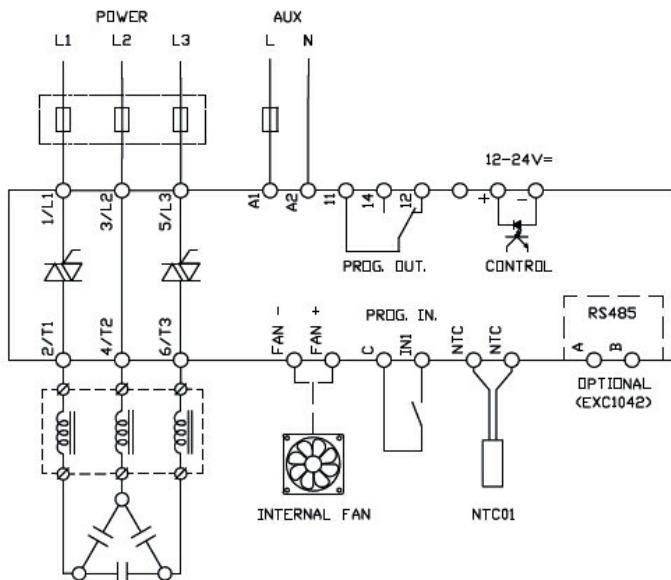 POWER AUX
L1 L2 L3 L N
12-24V=
1/L1 3/L2 5/L3 A1 A2 11 14 12 + -
PROG. OUT. CONTROL
PROG. IN. RS485
2/T1 4/T2 6/T3 FAN - FAN + C IN1 NTC NTC A B
OPTIONAL
(EXC1042)
INTERNAL FAN NTC01